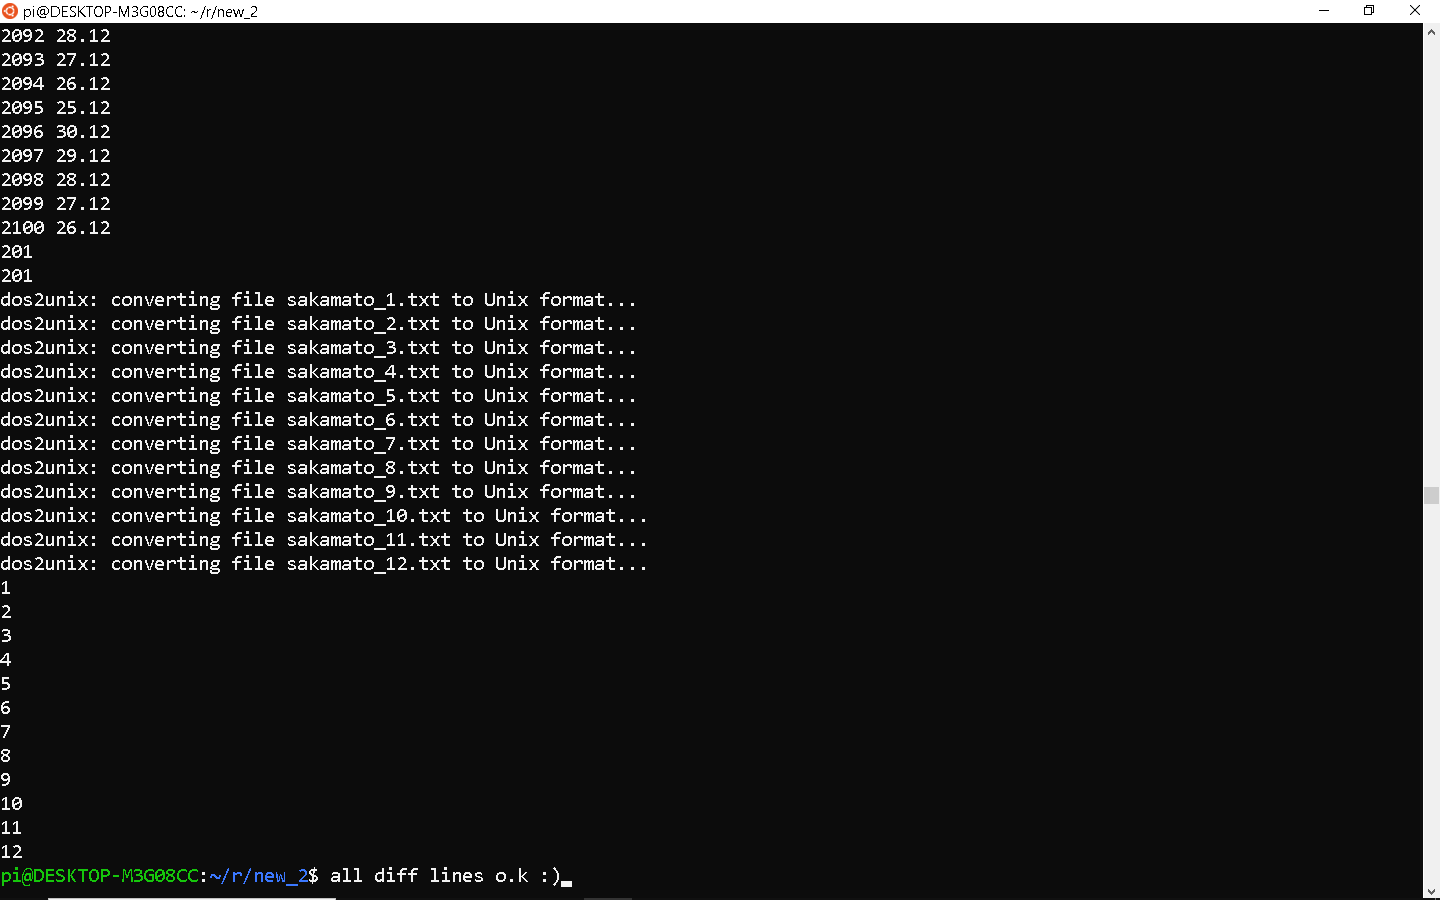 pi@DESKTOP-M3G08CC: ~/r/new_2
2092 28.12
2093 27.12
2094 26.12
2095 25.12
2096 30.12
2097 29.12
2098 28.12
2099 27.12
2100 26.12
201
201
dos2unix: converting file sakamato_1.txt to Unix format...
dos2unix: converting file sakamato_2.txt to Unix format...
dos2unix: converting file sakamato_3.txt to Unix format...
dos2unix: converting file sakamato_4.txt to Unix format...
dos2unix: converting file sakamato_5.txt to Unix format...
dos2unix: converting file sakamato_6.txt to Unix format...
dos2unix: converting file sakamato_7.txt to Unix format...
dos2unix: converting file sakamato_8.txt to Unix format...
dos2unix: converting file sakamato_9.txt to Unix format...
dos2unix: converting file sakamato_10.txt to Unix format...
dos2unix: converting file sakamato_11.txt to Unix format...
dos2unix: converting file sakamato_12.txt to Unix format...
1
2
3
4
5
6
7
8
9
10
11
12
pi@DESKTOP-M3G08CC:~/r/new_2$ all diff lines o.k :)